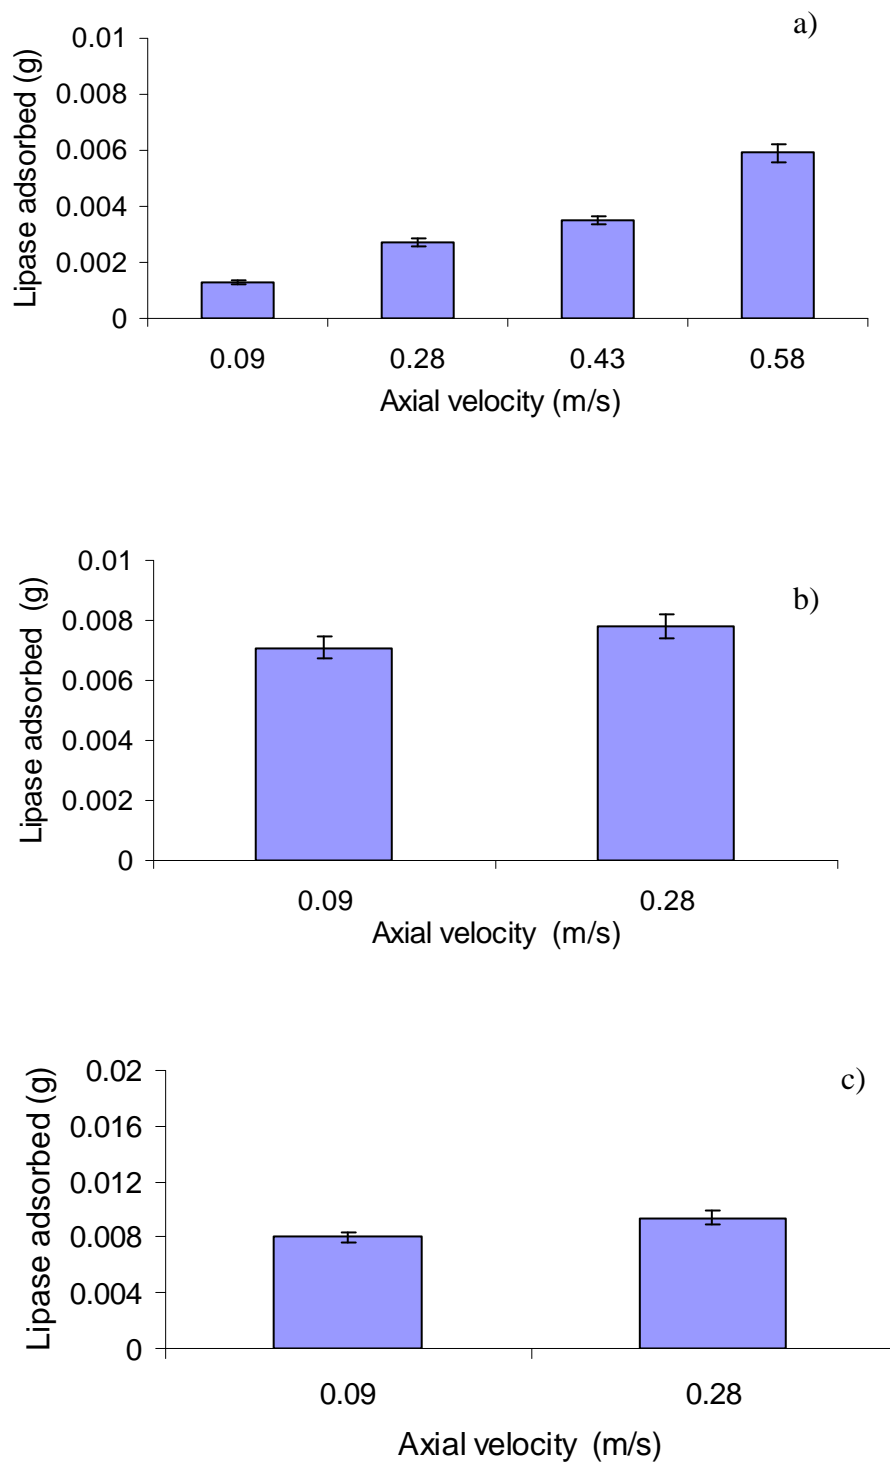 a)
Lipase adsorbed (g)
0.01
0.008
0.006
0.004
0.002
0
0.09 0.28 0.43 0.58
Axial velocity (m/s)
b)
Lipase adsorbed (g)
0.01
0.008
0.006
0.004
0.002
0
0.09 0.28
Axial velocity (m/s)
c)
Lipase adsorbed (g)
0.02
0.016
0.012
0.008
0.004
0
0.09 0.28
Axial velocity (m/s)